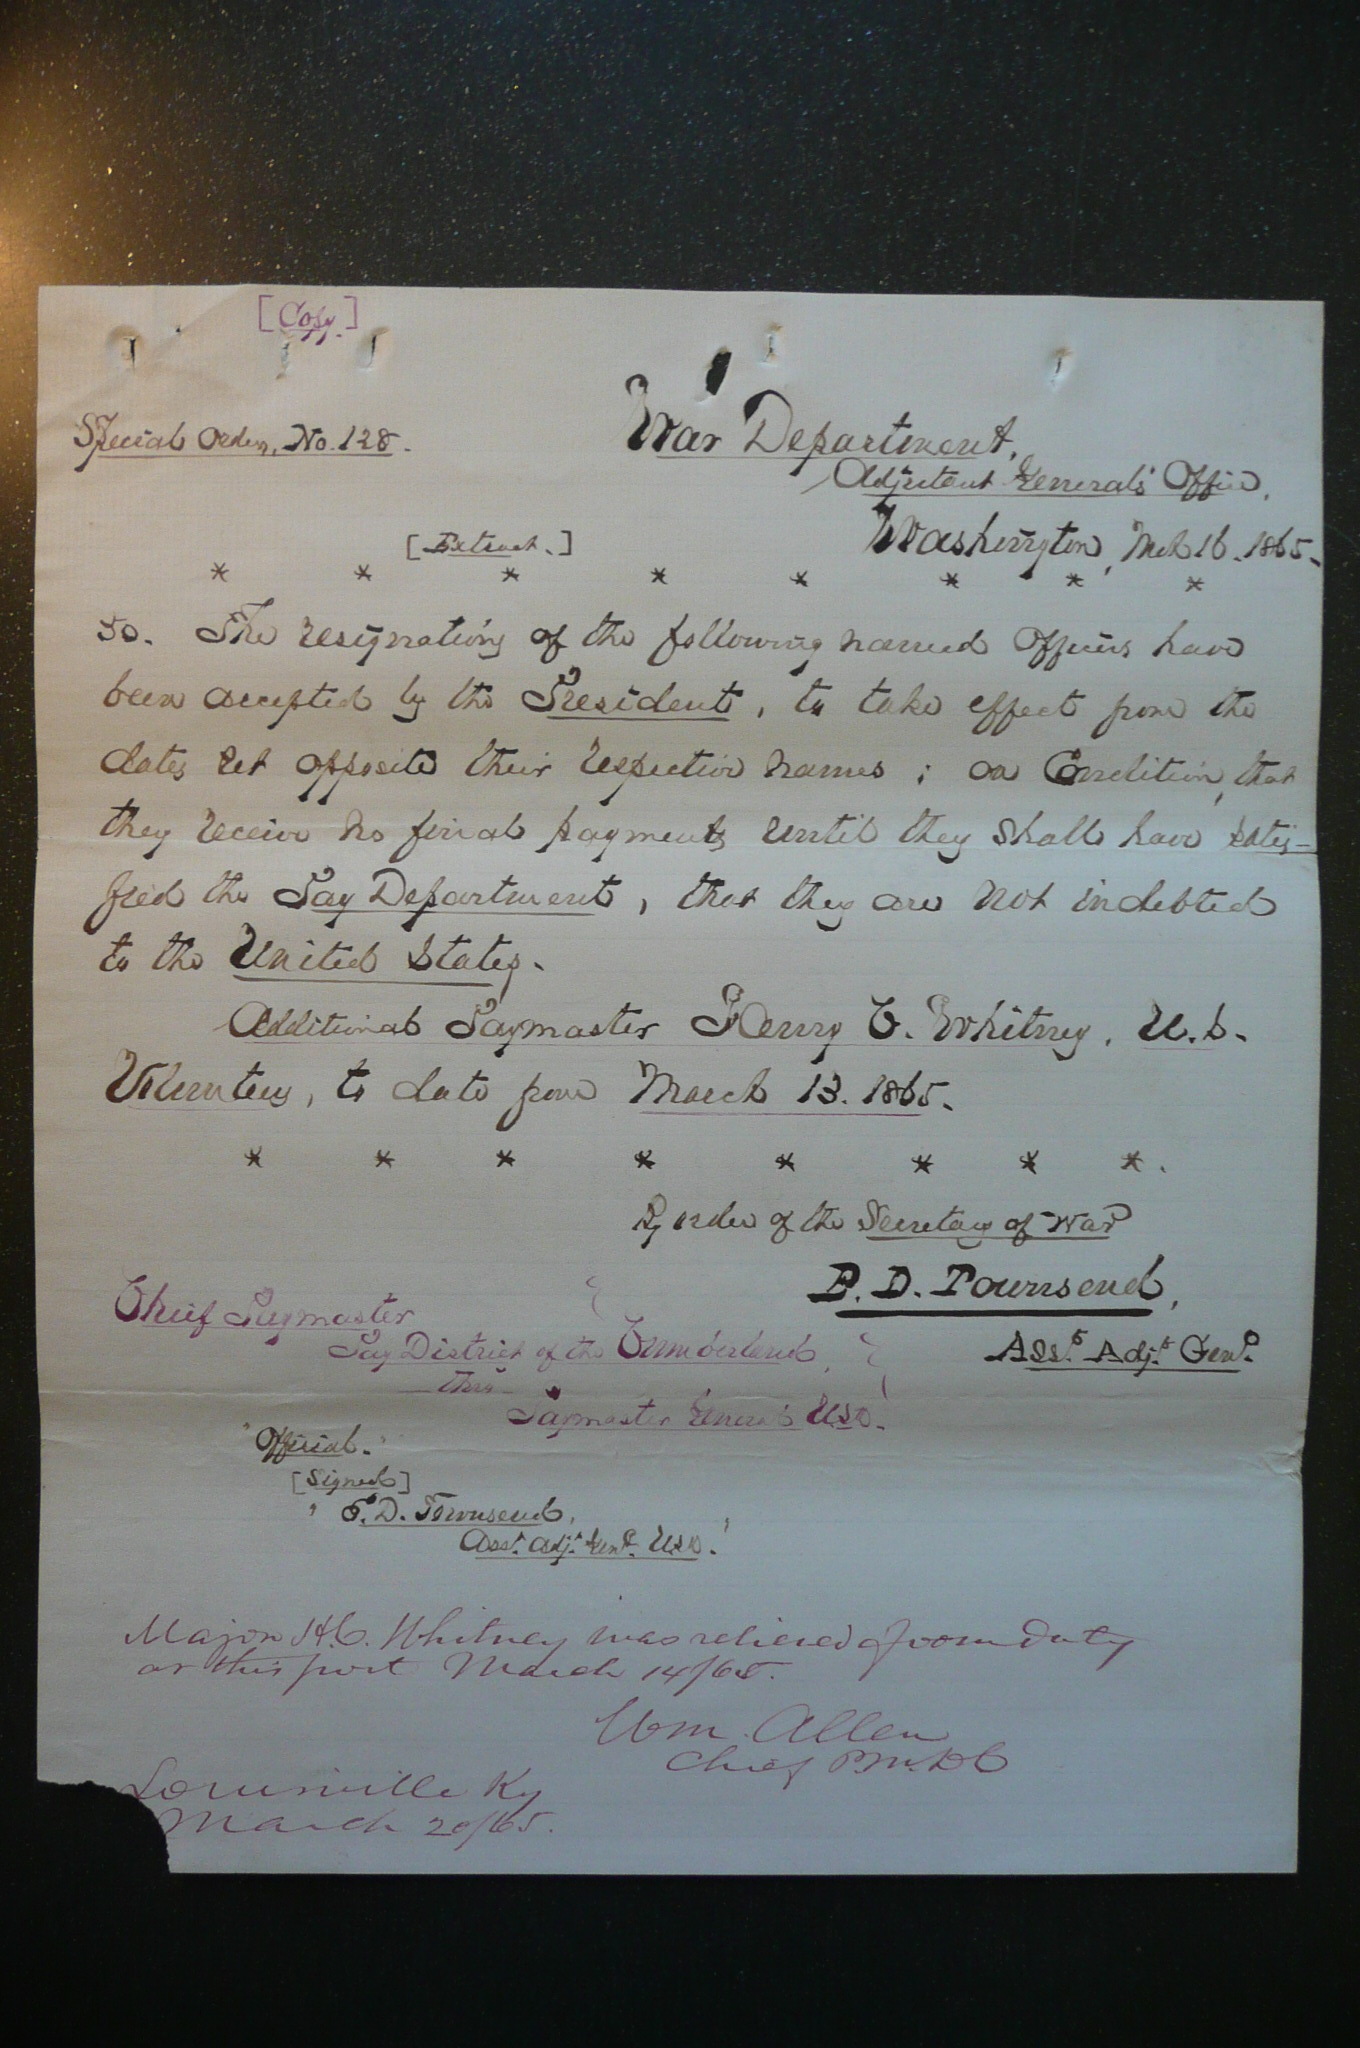 [Copy.]
Special Orders, No. 128.
War Department,
Adjutant General's Office,
Washington, Mch 16. 1865.
[Extract.]
* * * * * * * *
50. The resignations of the following named Officers have
been accepted by the President, to take effect from the
dates set opposite their respective names; on Condition, that
they receive no final payments until they shall have satis-
fied the Pay Department, that they are not indebted
to the United States.
Additional Paymaster Henry C. Whitney, U.S.
Volunteers, to date from March 13. 1865.
* * * * * * * *.
By order of the Secretary of War
E. D. Townsend,
Asst. Adjt. Genl.
Chief Paymaster
Pay District of the Cumberland,
thro
Paymaster General U.S.A.
"Official."
[Signed]
"E. D. Townsend,
Asst. Adjt. Genl. U.S.A."
Major H.C. Whitney was relieved from duty
at this post March 14/65.
Wm. Allen
Chief P.M. D C
Louisville Ky
March 20/65.